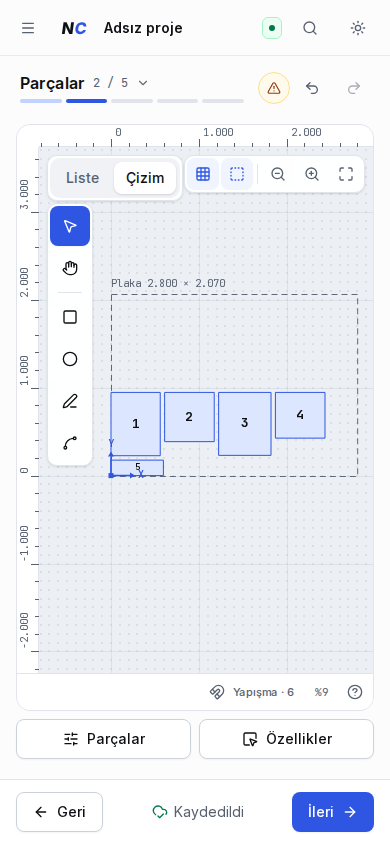 NC Adsız proje
Parçalar 2 / 5
0 1.000 2.000
Liste Çizim
3.000
2.000
1.000
0
-1.000
-2.000
Plaka 2.800 × 2.070
1 2 3 4
Y
5
X
Yapışma · 6 %9
Parçalar Özellikler
Geri Kaydedildi İleri